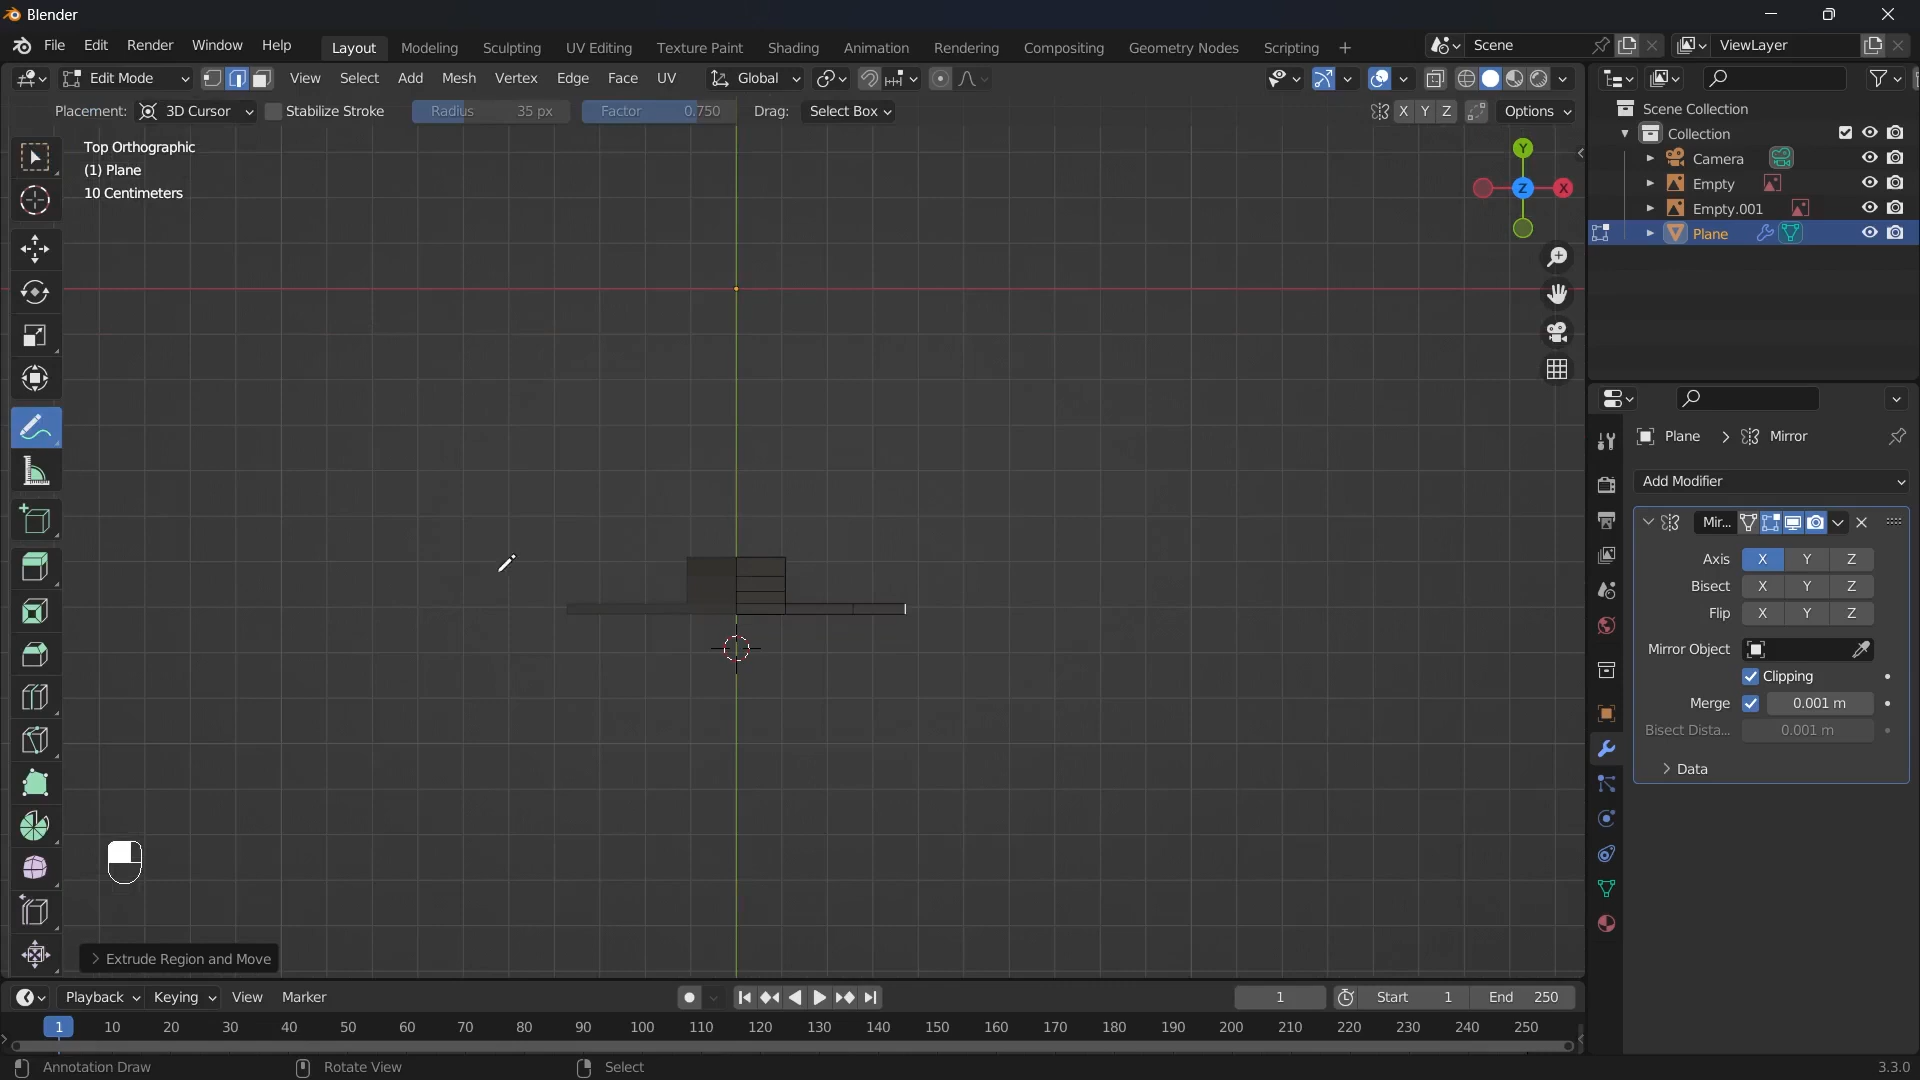 Blender
File Edit Render Window Help Layout Modeling Sculpting UV Editing Texture Paint Shading Animation Rendering Compositing Geometry Nodes Scripting + Scene ViewLayer
Edit Mode View Select Add Mesh Vertex Edge Face UV Global
Placement: 3D Cursor Stabilize Stroke Radius 35 px Factor 0.750 Drag: Select Box X Y Z Options
Top Orthographic
(1) Plane
10 Centimeters
Y
Z X
Scene Collection
Collection
Camera
Empty
Empty.001
Plane
Plane > Mirror
Add Modifier
Mir...
Axis X Y Z
Bisect X Y Z
Flip X Y Z
Mirror Object
Clipping
Merge 0.001 m
Bisect Dista... 0.001 m
Data
Extrude Region and Move
Playback Keying View Marker 1 Start 1 End 250
1 10 20 30 40 50 60 70 80 90 100 110 120 130 140 150 160 170 180 190 200 210 220 230 240 250
Annotation Draw Rotate View Select 3.3.0